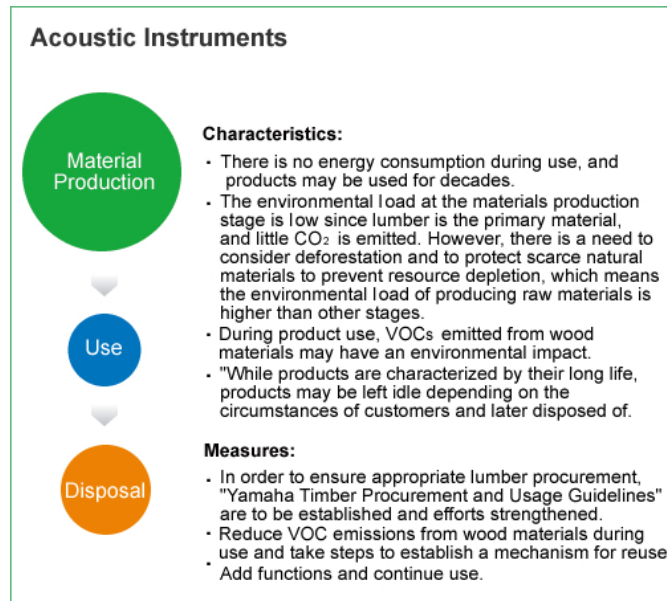 Acoustic Instruments
Material
Production
Use
Disposal
Characteristics:
· There is no energy consumption during use, and
products may be used for decades.
· The environmental load at the materials production
stage is low since lumber is the primary material,
and little CO₂ is emitted. However, there is a need to
consider deforestation and to protect scarce natural
materials to prevent resource depletion, which means
the environmental load of producing raw materials is
higher than other stages.
· During product use, VOCs emitted from wood
materials may have an environmental impact.
· "While products are characterized by their long life,
products may be left idle depending on the
circumstances of customers and later disposed of.
Measures:
· In order to ensure appropriate lumber procurement,
"Yamaha Timber Procurement and Usage Guidelines"
are to be established and efforts strengthened.
· Reduce VOC emissions from wood materials during
use and take steps to establish a mechanism for reuse
· Add functions and continue use.